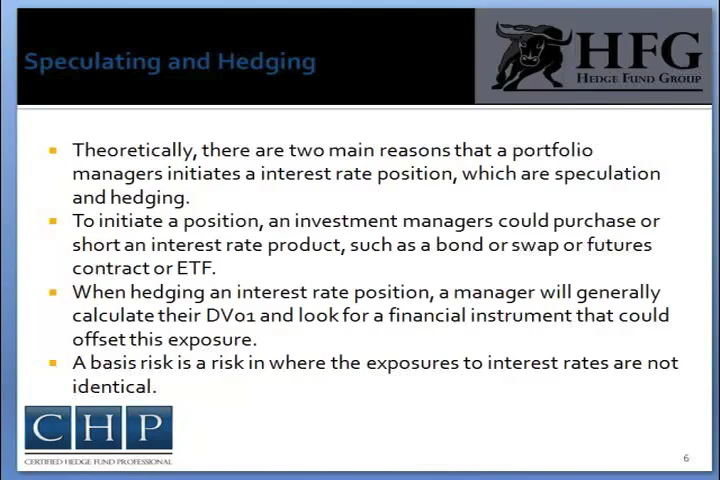 Speculating and Hedging
HFG
HEDGE FUND GROUP
Theoretically, there are two main reasons that a portfolio
managers initiates a interest rate position, which are speculation
and hedging.
To initiate a position, an investment managers could purchase or
short an interest rate product, such as a bond or swap or futures
contract or ETF.
When hedging an interest rate position, a manager will generally
calculate their DV01 and look for a financial instrument that could
offset this exposure.
A basis risk is a risk in where the exposures to interest rates are not
identical.
C H P
CERTIFIED HEDGE FUND PROFESSIONAL
6